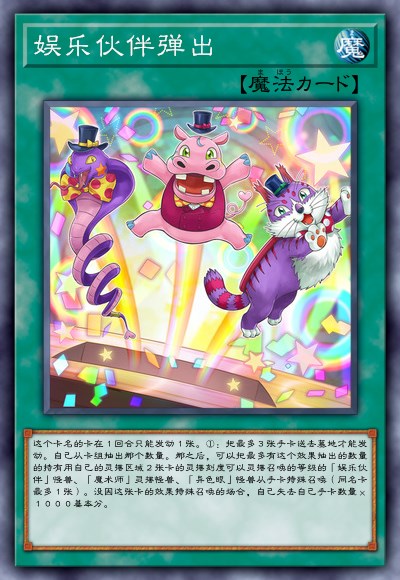 娱乐伙伴弹出
魔
【魔法カード】
ま ほう
这个卡名的卡在1回合只能发动1张。①：把最多3张手卡送去墓地才能发
动。自己从卡组抽出那个数量。那之后，可以把最多有这个效果抽出的数量
的持有用自己的灵摆区域2张卡的灵摆刻度可以灵摆召唤的等级的「娱乐伙
伴」怪兽、「魔术师」灵摆怪兽、「异色眼」怪兽从手卡特殊召唤（同名卡
最多1张）。没因这张卡的效果特殊召唤的场合，自己失去自己手卡数量×
1000基本分。